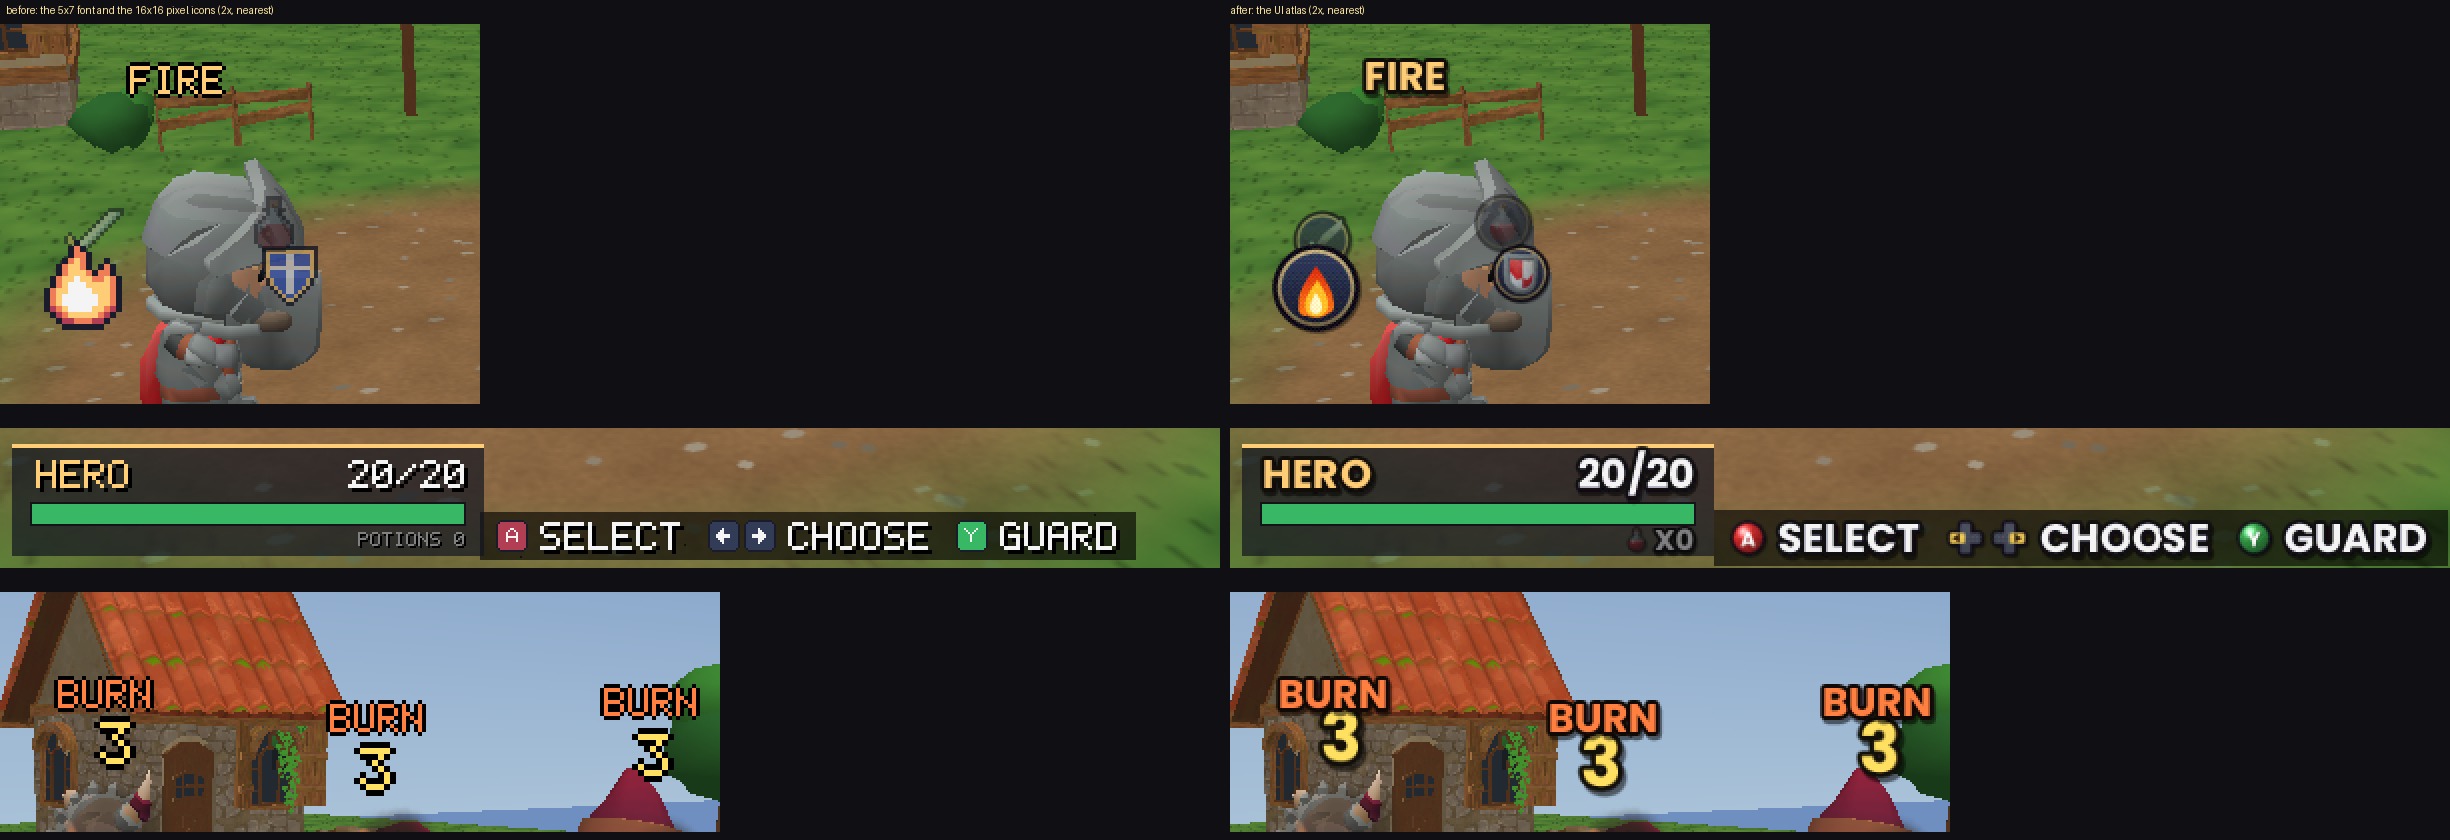 before: the 5x7 font and the 16x16 pixel icons (2x, nearest)
after: the UI atlas (2x, nearest)
FIRE
FIRE
HERO 20/20
POTIONS 0
A SELECT CHOOSE Y GUARD
HERO 20/20
X0
A SELECT CHOOSE Y GUARD
BURN
3
BURN
3
BURN
3
BURN
3
BURN
3
BURN
3